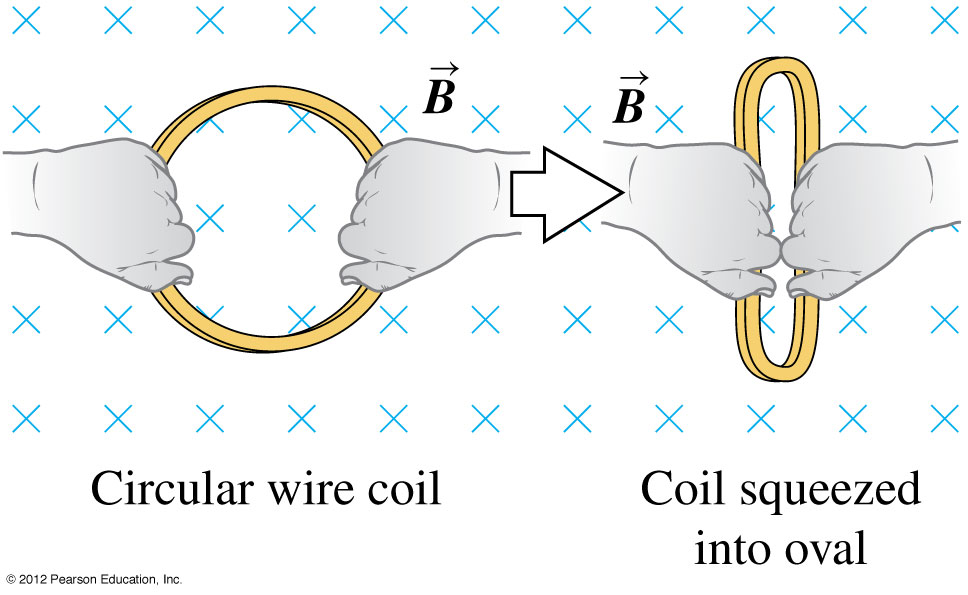 B
B
Circular wire coil
Coil squeezed
into oval
© 2012 Pearson Education, Inc.